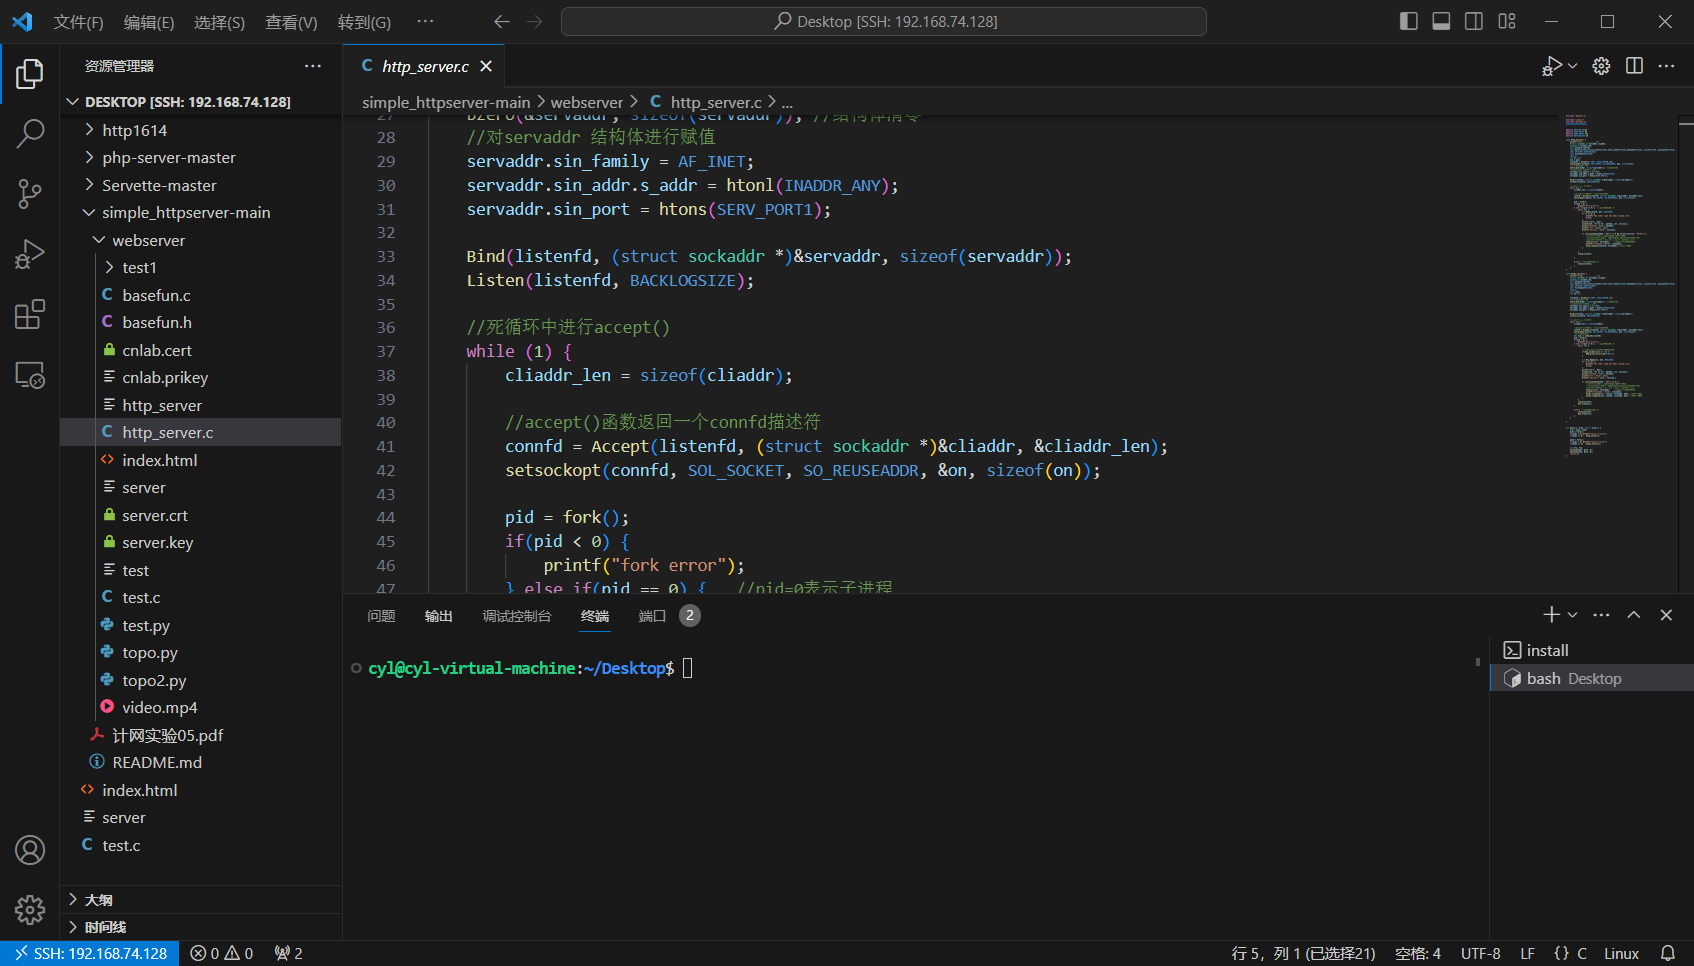 文件(F) 编辑(E) 选择(S) 查看(V) 转到(G) ··· Desktop [SSH: 192.168.74.128]
资源管理器
DESKTOP [SSH: 192.168.74.128]
http1614
php-server-master
Servette-master
simple_httpserver-main
webserver
test1
basefun.c
basefun.h
cnlab.cert
cnlab.prikey
http_server
http_server.c
index.html
server
server.crt
server.key
test
test.c
test.py
topo.py
topo2.py
video.mp4
计网实验05.pdf
README.md
index.html
server
test.c
大纲
时间线
http_server.c
simple_httpserver-main > webserver > C http_server.c > ...
27 bzero(&servaddr, sizeof(servaddr)); //结构体清零
28 //对servaddr 结构体进行赋值
29 servaddr.sin_family = AF_INET;
30 servaddr.sin_addr.s_addr = htonl(INADDR_ANY);
31 servaddr.sin_port = htons(SERV_PORT1);
32
33 Bind(listenfd, (struct sockaddr *)&servaddr, sizeof(servaddr));
34 Listen(listenfd, BACKLOGSIZE);
35
36 //死循环中进行accept()
37 while (1) {
38 cliaddr_len = sizeof(cliaddr);
39
40 //accept()函数返回一个connfd描述符
41 connfd = Accept(listenfd, (struct sockaddr *)&cliaddr, &cliaddr_len);
42 setsockopt(connfd, SOL_SOCKET, SO_REUSEADDR, &on, sizeof(on));
43
44 pid = fork();
45 if(pid < 0) {
46 printf("fork error");
47 } else if(pid == 0) { //pid=0表示子进程
问题 输出 调试控制台 终端 端口 2
cyl@cyl-virtual-machine:~/Desktop$
install
bash Desktop
SSH: 192.168.74.128 0 0 2 行 5，列 1 (已选择21) 空格: 4 UTF-8 LF {} C Linux